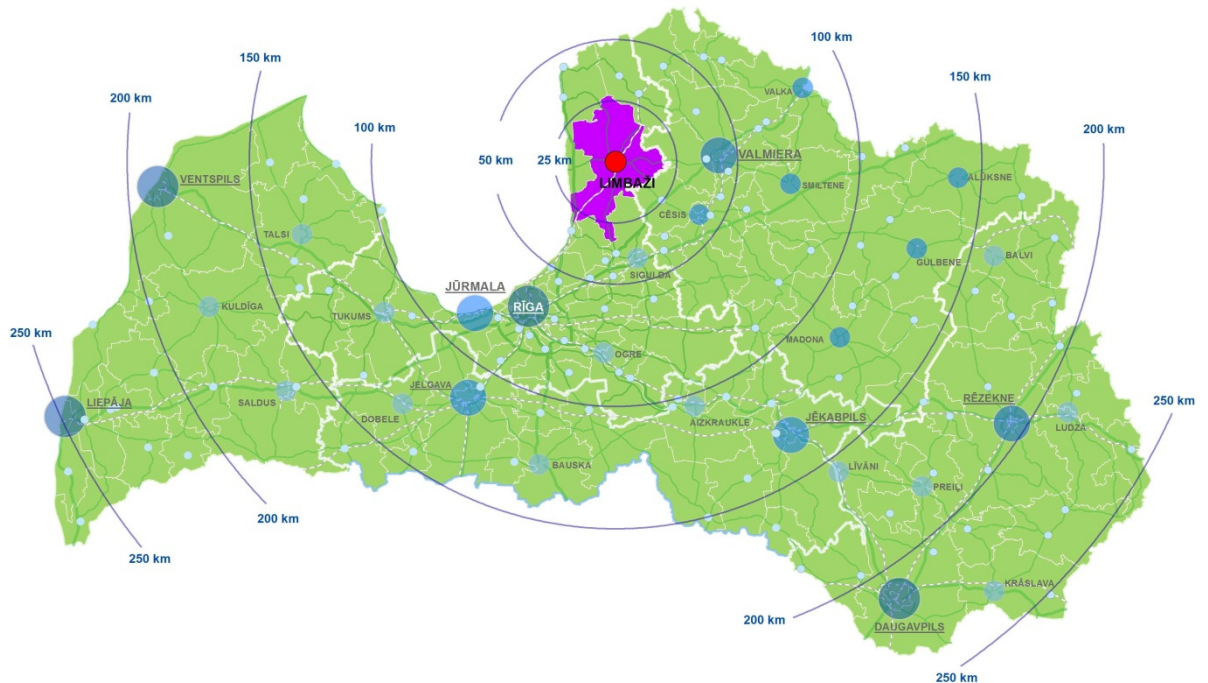 100 km
150 km
200 km
VALKA
150 km
200 km
100 km
50 km
25 km
VALMIERA
LIMBAŽI
SMILTENE
ALŪKSNE
VENTSPILS
CĒSIS
TALSI
GULBENE
BALVI
SIGULDA
JŪRMALA
RĪGA
KULDĪGA
TUKUMS
250 km
MADONA
OGRE
JELGAVA
LIEPĀJA
SALDUS
DOBELE
AIZKRAUKLE
JĒKABPILS
RĒZEKNE
LUDZA
250 km
BAUSKA
LĪVĀNI
PREIĻI
200 km
250 km
KRĀSLAVA
200 km
DAUGAVPILS
250 km